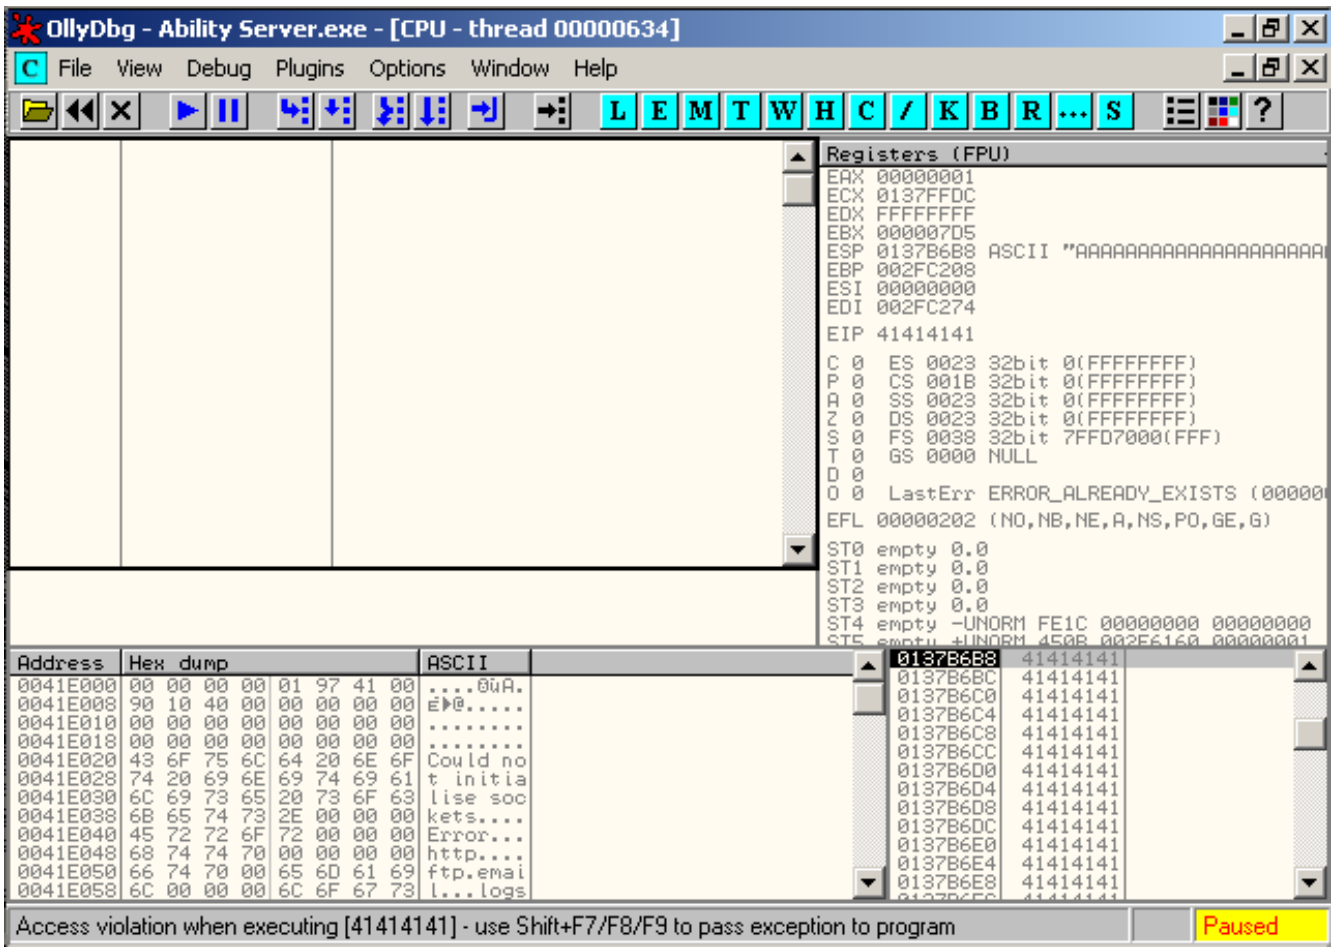 OllyDbg - Ability Server.exe - [CPU - thread 00000634]
C File View Debug Plugins Options Window Help
L E M T W H C / K B R ... S ?
Registers (FPU)
EAX 00000001
ECX 0137FFDC
EDX FFFFFFFF
EBX 000007D5
ESP 0137B6B8 ASCII "AAAAAAAAAAAAAAAAAAAAA
EBP 002FC208
ESI 00000000
EDI 002FC274
EIP 41414141
C 0 ES 0023 32bit 0(FFFFFFFF)
P 0 CS 001B 32bit 0(FFFFFFFF)
A 0 SS 0023 32bit 0(FFFFFFFF)
Z 0 DS 0023 32bit 0(FFFFFFFF)
S 0 FS 0038 32bit 7FFD7000(FFF)
T 0 GS 0000 NULL
D 0
O 0 LastErr ERROR_ALREADY_EXISTS (00000
EFL 00000202 (NO,NB,NE,A,NS,PO,GE,G)
ST0 empty 0.0
ST1 empty 0.0
ST2 empty 0.0
ST3 empty 0.0
ST4 empty -UNORM FE1C 00000000 00000000
ST5 empty +UNORM 450B 002E6160 00000001
Address Hex dump ASCII
0041E000 00 00 00 00 01 97 41 00 ....
0041E008 90 10 40 00 00 00 00 00
0041E010 00 00 00 00 00 00 00 00 ........
0041E018 00 00 00 00 00 00 00 00 ........
0041E020 43 6F 75 6C 64 20 6E 6F Could no
0041E028 74 20 69 6E 69 74 69 61 t initia
0041E030 6C 69 73 65 20 73 6F 63 lise soc
0041E038 6B 65 74 73 2E 00 00 00 kets....
0041E040 45 72 72 6F 72 00 00 00 Error...
0041E048 68 74 74 70 00 00 00 00 http....
0041E050 66 74 70 00 65 6D 61 69 ftp.emai
0041E058 6C 00 00 00 6C 6F 67 73 l...logs
0137B6B8 41414141
0137B6BC 41414141
0137B6C0 41414141
0137B6C4 41414141
0137B6C8 41414141
0137B6CC 41414141
0137B6D0 41414141
0137B6D4 41414141
0137B6D8 41414141
0137B6DC 41414141
0137B6E0 41414141
0137B6E4 41414141
0137B6E8 41414141
Access violation when executing [41414141] - use Shift+F7/F8/F9 to pass exception to program
Paused